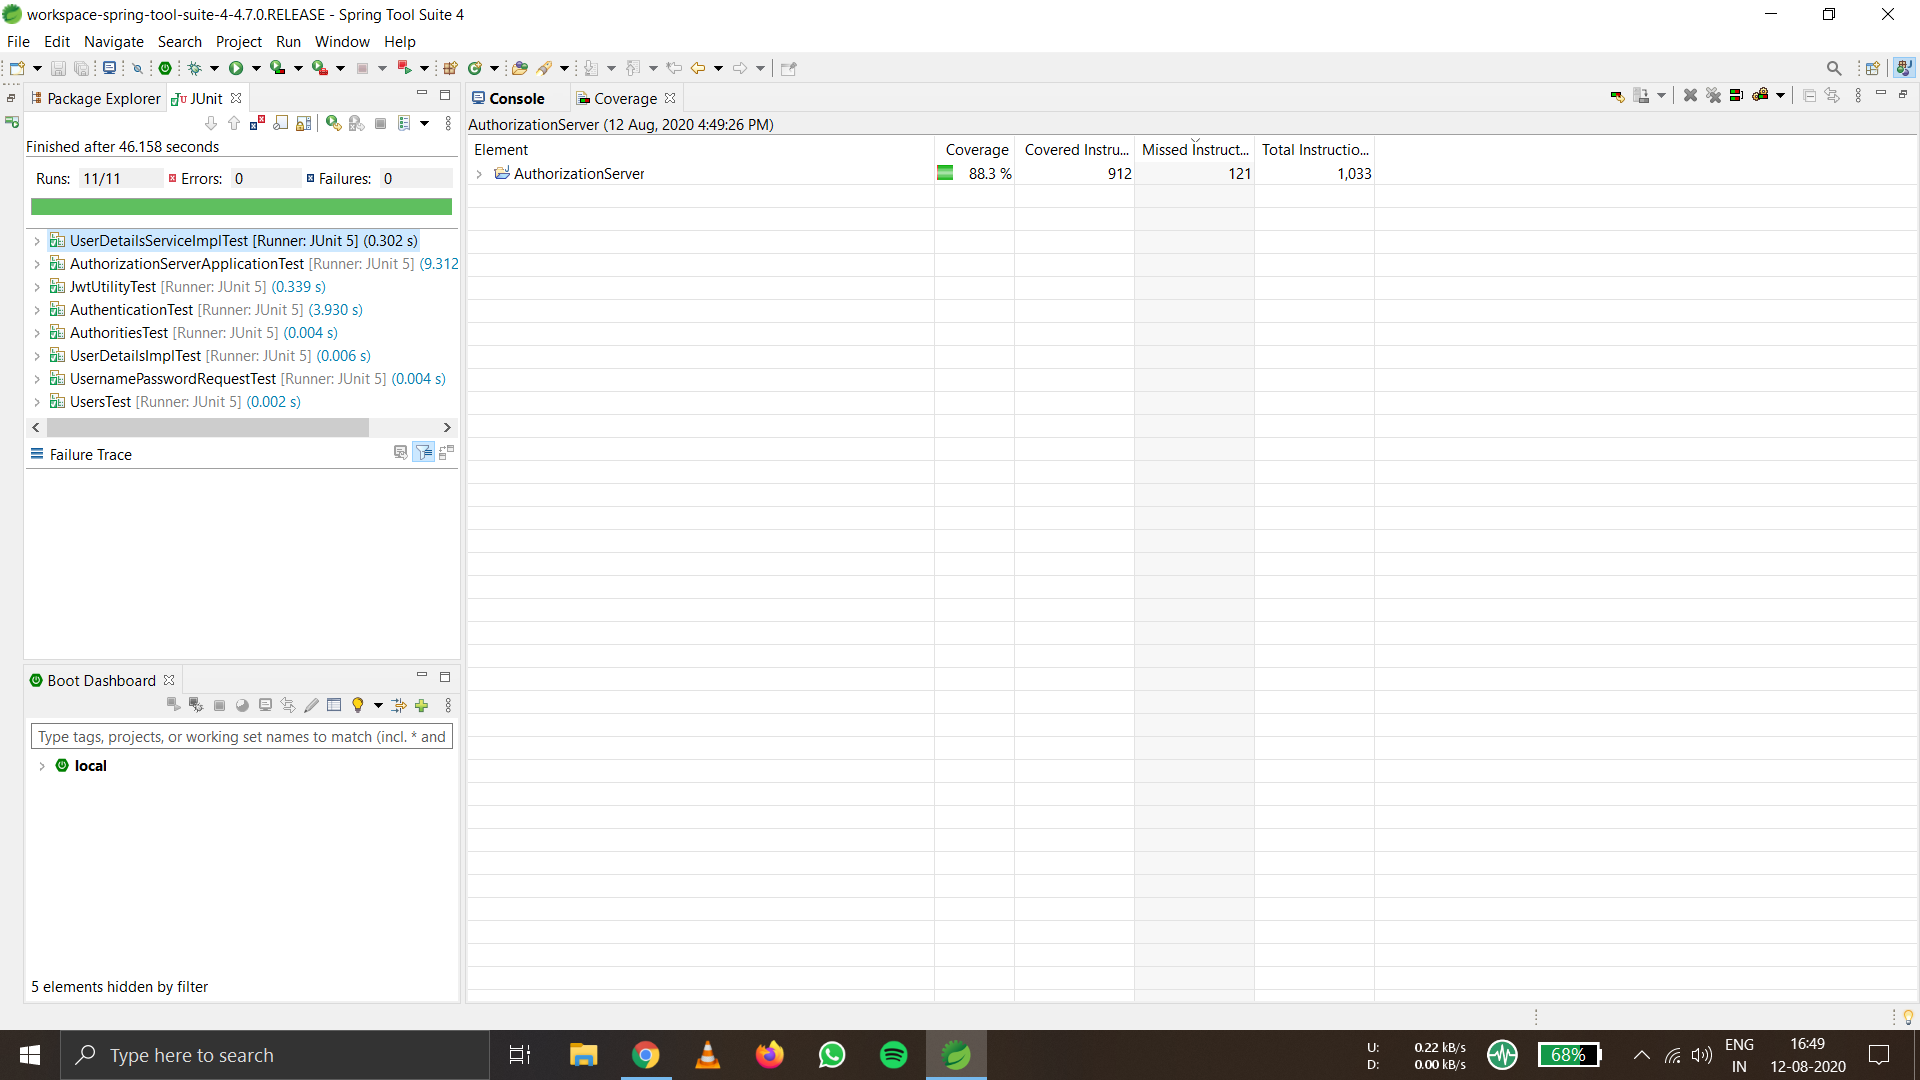 workspace-spring-tool-suite-4-4.7.0.RELEASE - Spring Tool Suite 4
File Edit Navigate Search Project Run Window Help
Package Explorer JUnit
Finished after 46.158 seconds
Runs: 11/11 Errors: 0 Failures: 0
UserDetailsServiceImplTest [Runner: JUnit 5] (0.302 s)
AuthorizationServerApplicationTest [Runner: JUnit 5] (9.312
JwtUtilityTest [Runner: JUnit 5] (0.339 s)
AuthenticationTest [Runner: JUnit 5] (3.930 s)
AuthoritiesTest [Runner: JUnit 5] (0.004 s)
UserDetailsImplTest [Runner: JUnit 5] (0.006 s)
UsernamePasswordRequestTest [Runner: JUnit 5] (0.004 s)
UsersTest [Runner: JUnit 5] (0.002 s)
Failure Trace
Boot Dashboard
Type tags, projects, or working set names to match (incl. * and
local
5 elements hidden by filter
Console Coverage
AuthorizationServer (12 Aug, 2020 4:49:26 PM)
Element Coverage Covered Instru... Missed Instruct... Total Instructio...
AuthorizationServer 88.3 % 912 121 1,033
Type here to search
U: 0.22 kB/s
D: 0.00 kB/s
68%
ENG
IN
16:49
12-08-2020